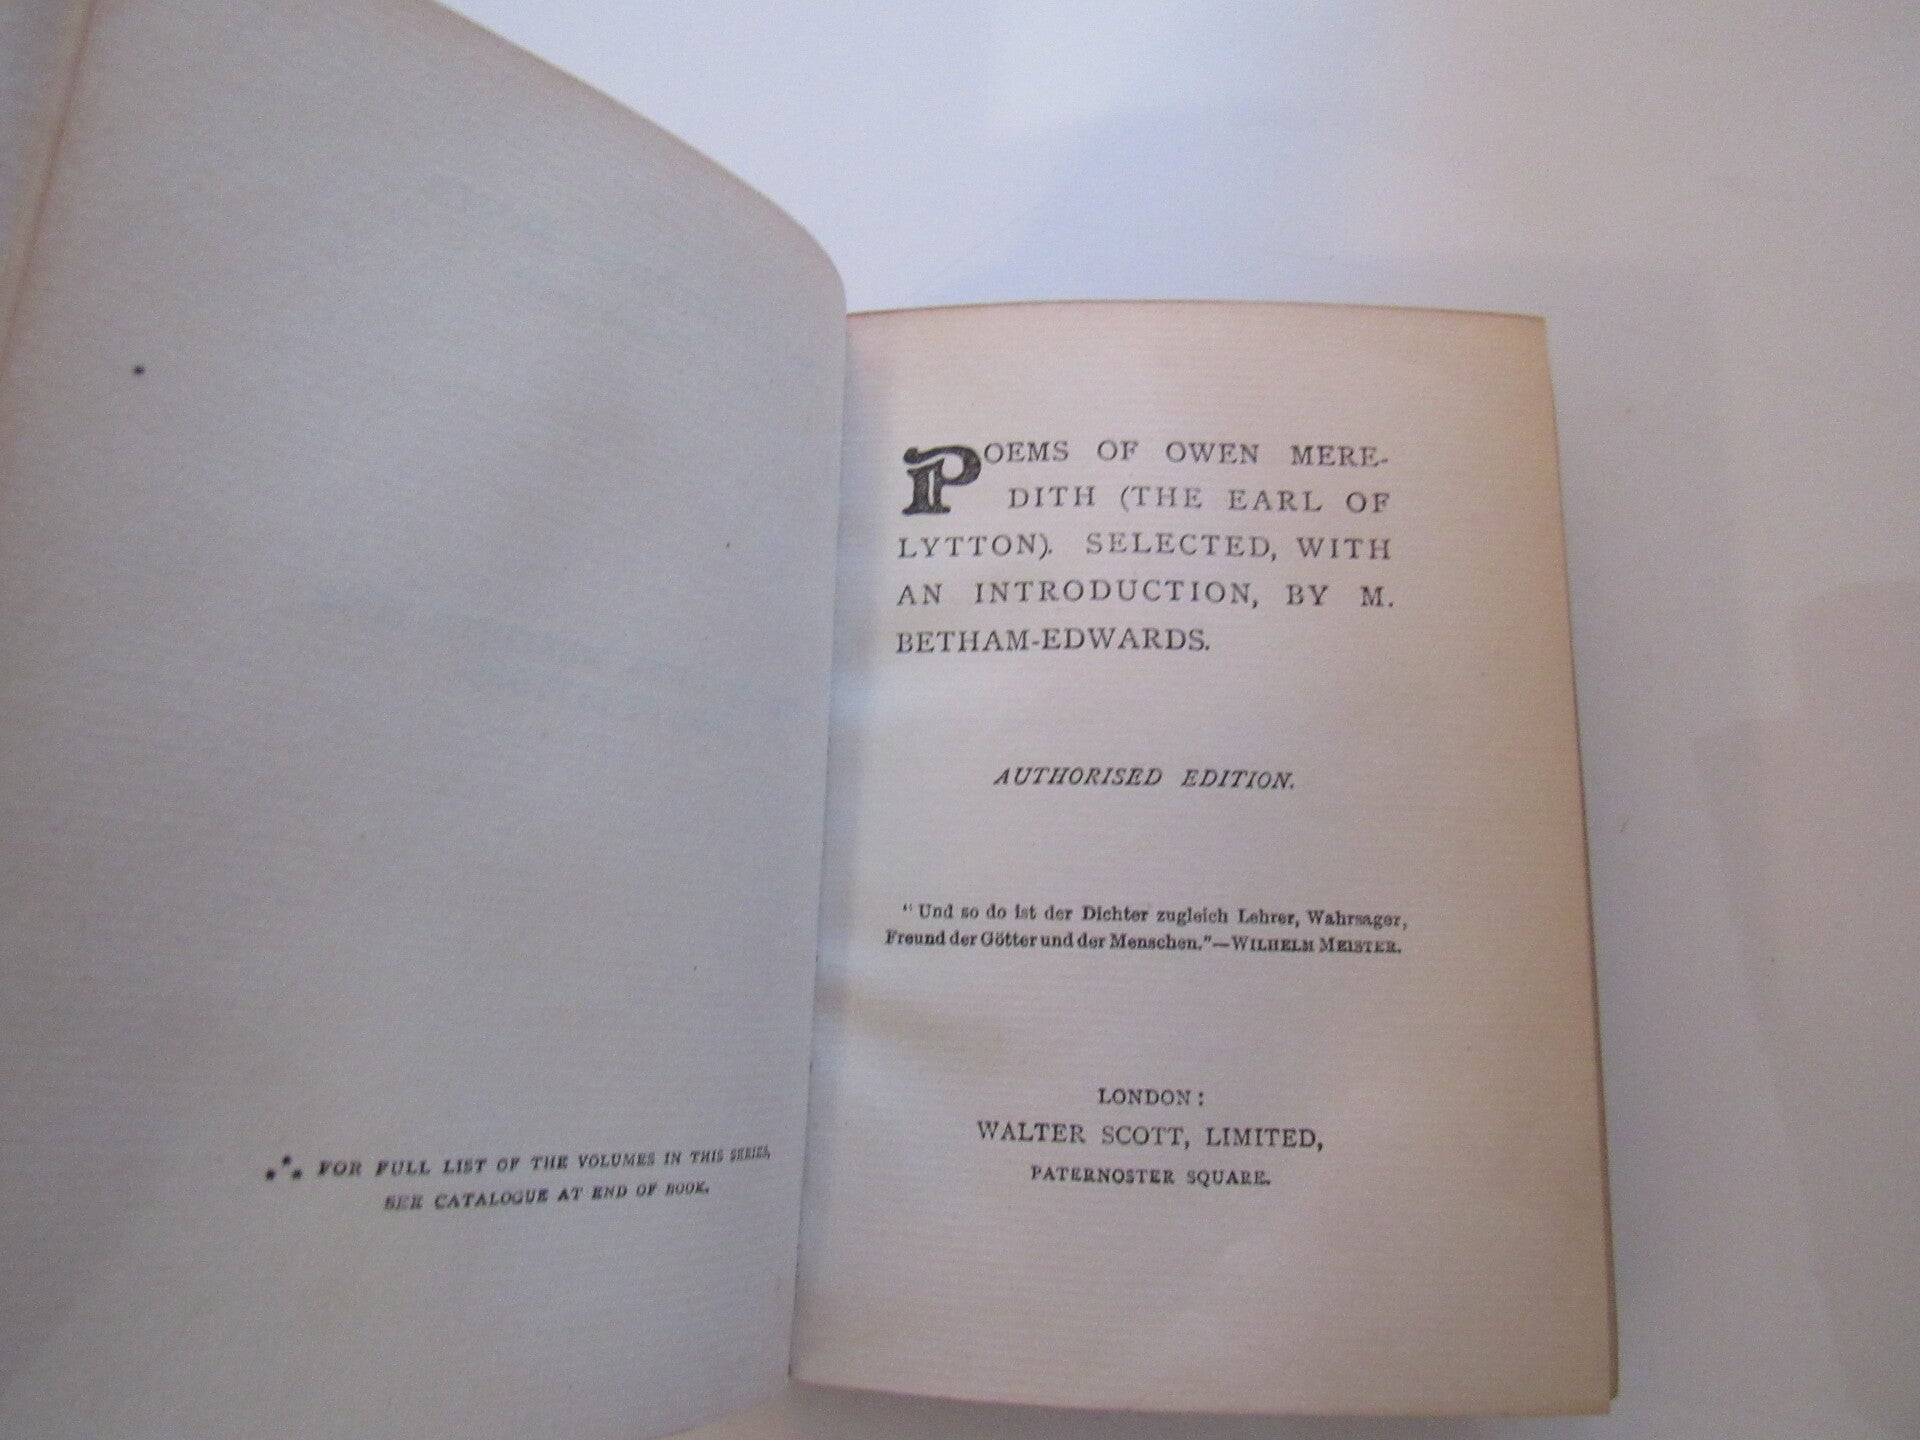 ⁂ FOR FULL LIST OF THE VOLUMES IN THIS SERIES,
SEE CATALOGUE AT END OF BOOK.
POEMS OF OWEN MERE-
DITH (THE EARL OF
LYTTON). SELECTED, WITH
AN INTRODUCTION, BY M.
BETHAM-EDWARDS.
AUTHORISED EDITION.
"Und so do ist der Dichter zugleich Lehrer, Wahrsager,
Freund der Götter und der Menschen."—WILHELM MEISTER.
LONDON:
WALTER SCOTT, LIMITED,
PATERNOSTER SQUARE.